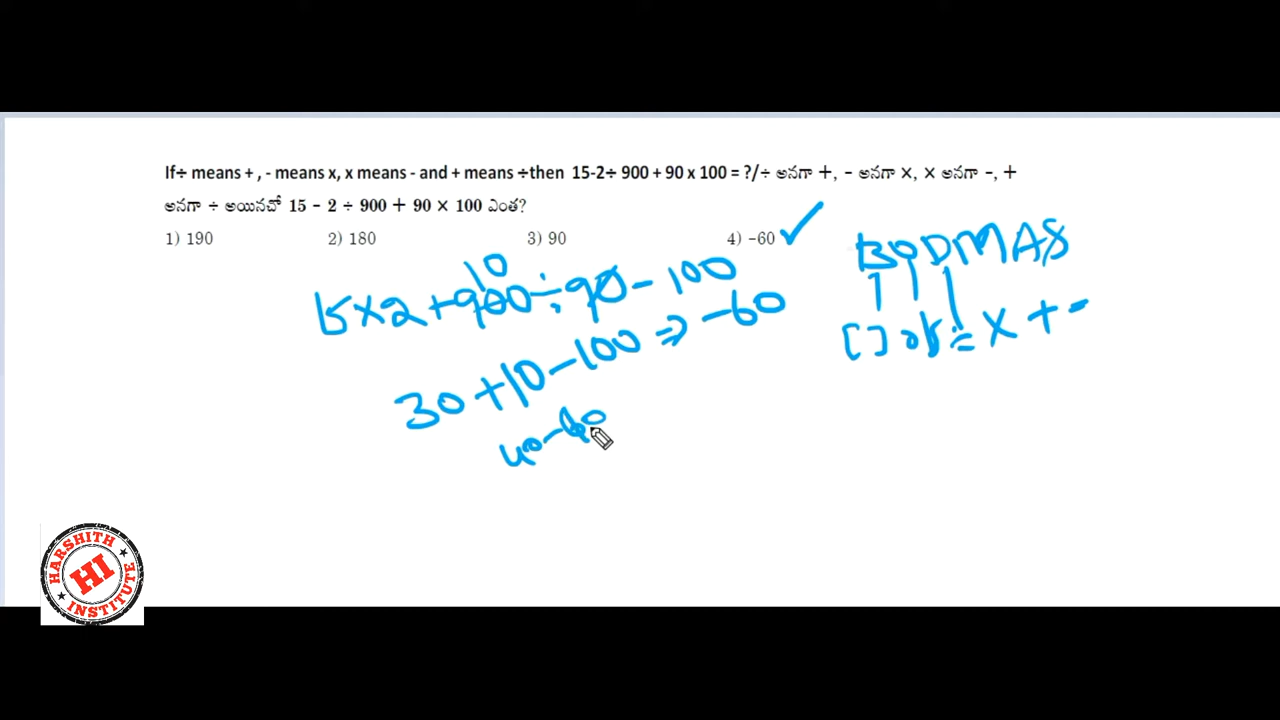 If÷ means + , - means x, x means - and + means ÷then 15-2÷ 900 + 90 x 100 = ?/÷ అనగా +, − అనగా ×, × అనగా -, +
అనగా ÷ అయినచో 15 − 2 ÷ 900 + 90 × 100 ఎంత?
1) 190 2) 180 3) 90 4) -60
BODMAS
[ ] of ÷ × + -
10
15×2+900÷90-100
30+10-100 ⇒ -60
40-
HARSHITH
HI
INSTITUTE